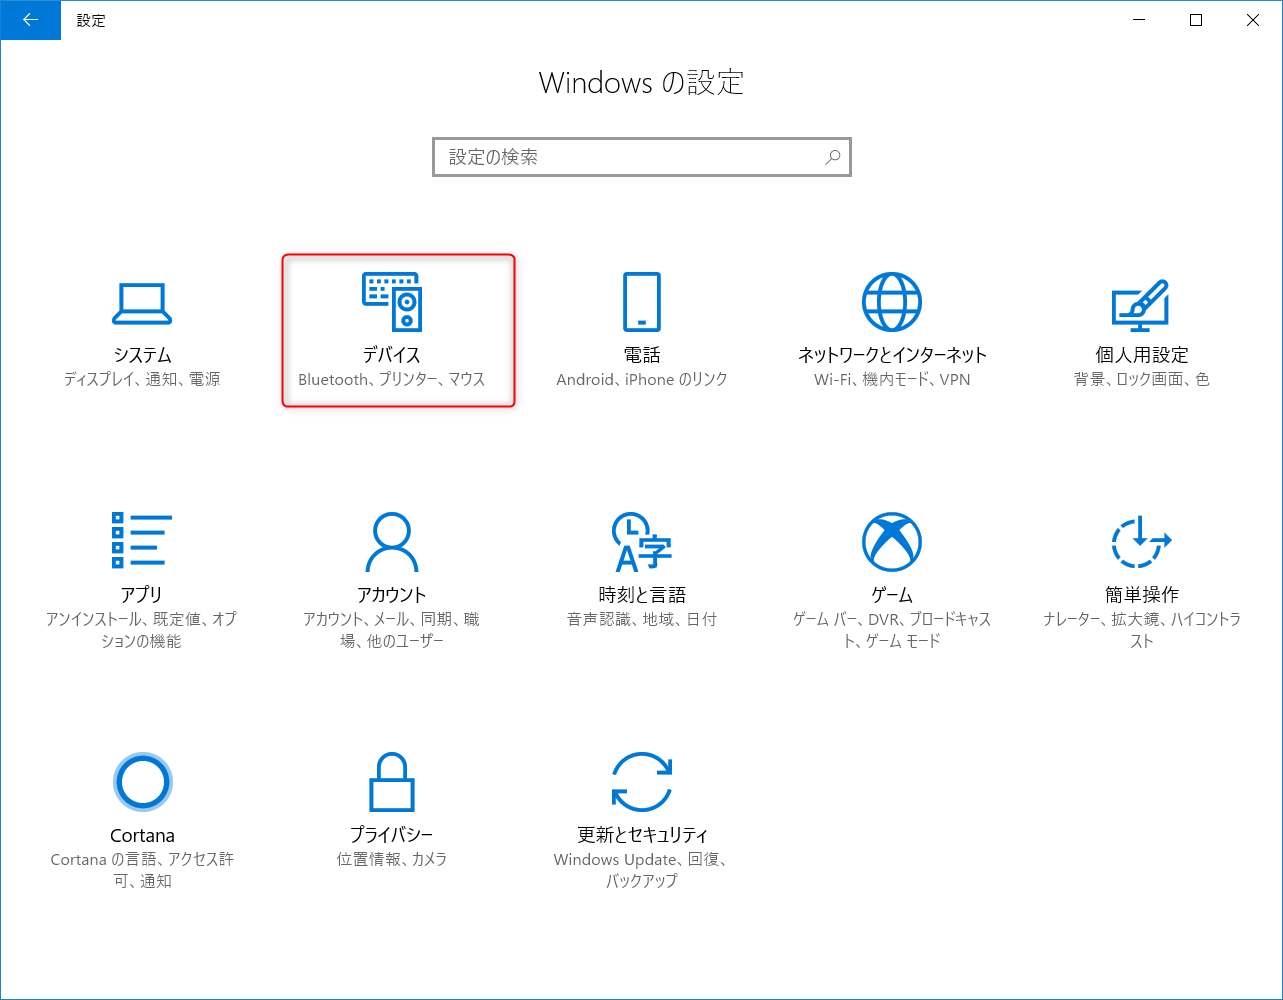 設定
Windows の設定
設定の検索
システム
ディスプレイ、通知、電源
デバイス
Bluetooth、プリンター、マウス
電話
Android、iPhone のリンク
ネットワークとインターネット
Wi-Fi、機内モード、VPN
個人用設定
背景、ロック画面、色
アプリ
アンインストール、既定値、オプ
ションの機能
アカウント
アカウント、メール、同期、職
場、他のユーザー
時刻と言語
音声認識、地域、日付
ゲーム
ゲーム バー、DVR、ブロードキャス
ト、ゲーム モード
簡単操作
ナレーター、拡大鏡、ハイコントラ
スト
Cortana
Cortana の言語、アクセス許
可、通知
プライバシー
位置情報、カメラ
更新とセキュリティ
Windows Update、回復、
バックアップ